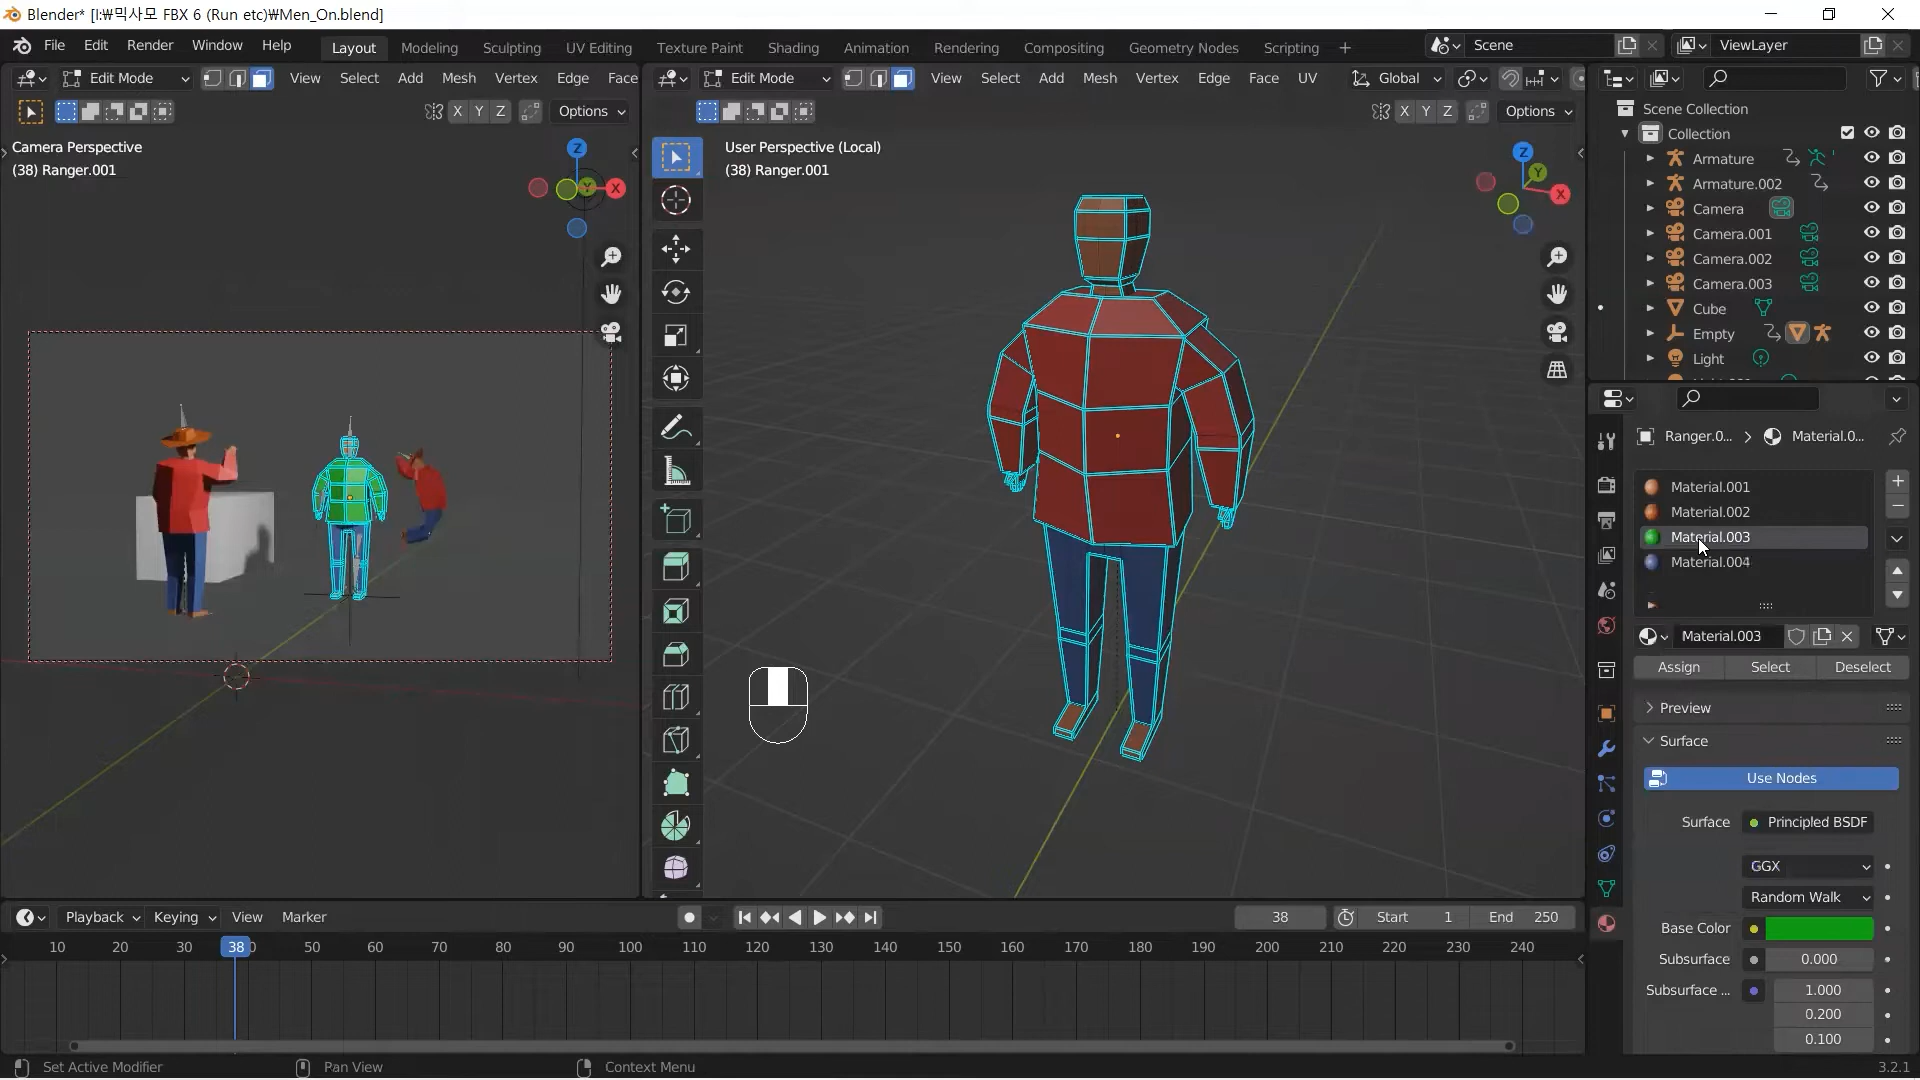 Blender* [I:\믹사모 FBX 6 (Run etc)\Men_On.blend]
File Edit Render Window Help Layout Modeling Sculpting UV Editing Texture Paint Shading Animation Rendering Compositing Geometry Nodes Scripting + Scene ViewLayer
Edit Mode View Select Add Mesh Vertex Edge Face
X Y Z Options
Camera Perspective
(38) Ranger.001
Z
Y
X
Edit Mode View Select Add Mesh Vertex Edge Face UV Global
X Y Z Options
User Perspective (Local)
(38) Ranger.001
Z
Y
X
Scene Collection
Collection
Armature
Armature.002
Camera
Camera.001
Camera.002
Camera.003
Cube
Empty
Light
Ranger.0... > Material.0...
Material.001
Material.002
Material.003
Material.004
Material.003
Assign Select Deselect
Preview
Surface
Use Nodes
Surface Principled BSDF
GGX
Random Walk
Base Color
Subsurface 0.000
Subsurface ... 1.000
0.200
0.100
Playback Keying View Marker 38 Start 1 End 250
10 20 30 38 50 60 70 80 90 100 110 120 130 140 150 160 170 180 190 200 210 220 230 240
Set Active Modifier Pan View Context Menu 3.2.1